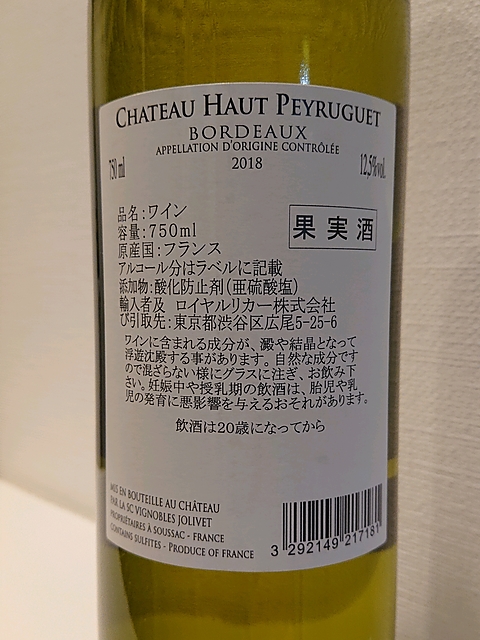 CHATEAU HAUT PEYRUGUET
BORDEAUX
APPELLATION D'ORIGINE CONTRÔLÉE
750 ml
2018
12,5%vol.
品名:ワイン
容量:750ml
原産国:フランス
果実酒
アルコール分はラベルに記載
添加物:酸化防止剤(亜硫酸塩)
輸入者及 ロイヤルリカー株式会社
び引取先:東京都渋谷区広尾5-25-6
ワインに含まれる成分が、澱や結晶となって
浮遊沈殿する事があります。自然な成分です
ので混ざらない様にグラスに注ぎ、お飲み下
さい。妊娠中や授乳期の飲酒は、胎児や乳
児の発育に悪影響を与えるおそれがあります。
飲酒は20歳になってから
MIS EN BOUTEILLE AU CHÂTEAU
PAR LA SC VIGNOBLES JOLIVET
PROPRIÉTAIRES À SOUSSAC - FRANCE
CONTAINS SULFITES - PRODUCE OF FRANCE
3 292149 217181